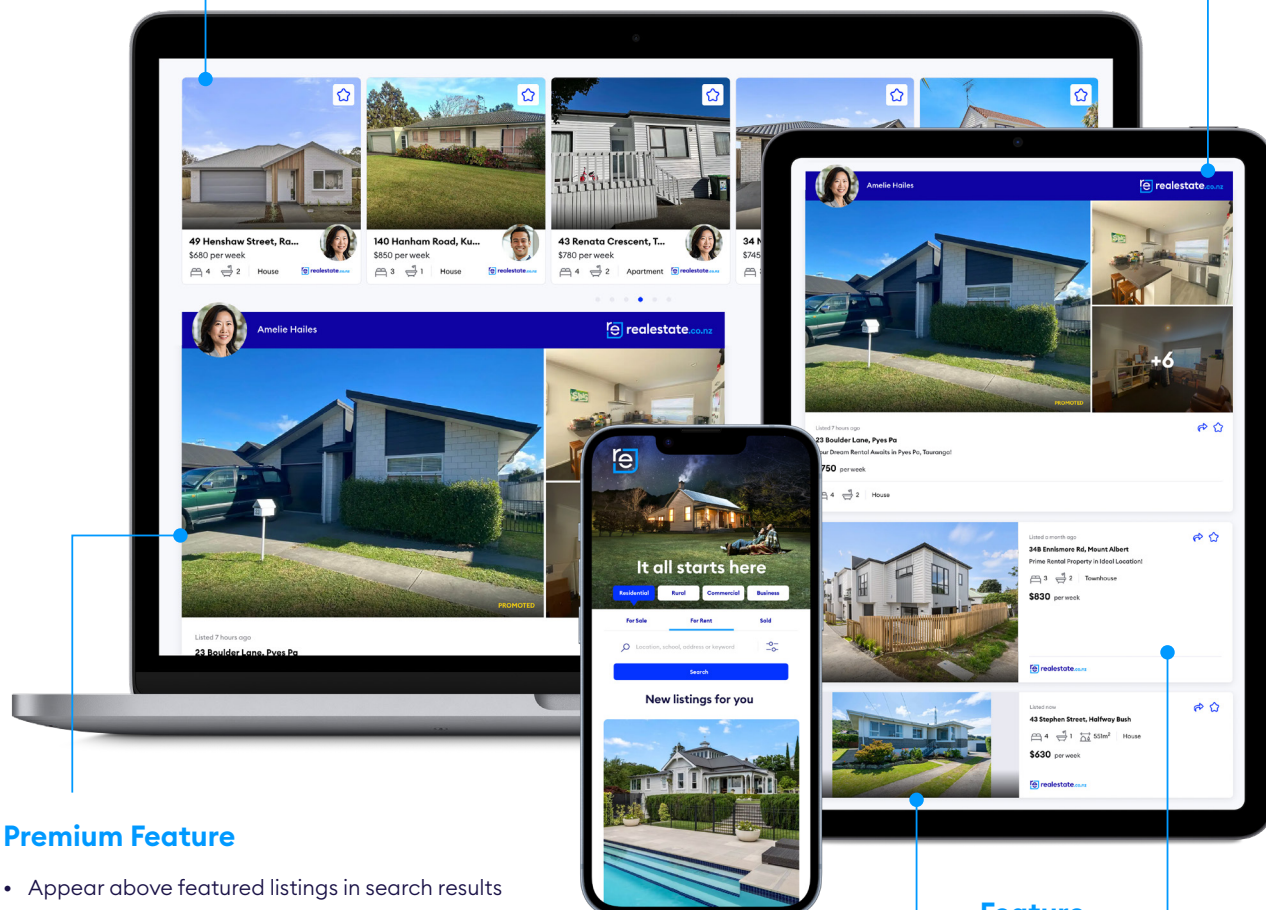 49 Henshaw Street, Ra...
$680 per week
4 2 House realestate.co.nz
140 Hanham Road, Ku...
$850 per week
3 1 House realestate.co.nz
43 Renata Crescent, T...
$780 per week
4 2 Apartment realestate.co.nz
34
$745
Amelie Hailes
re realestate.co.nz
PROMOTED
Listed 7 hours ago
23 Boulder Lane, Pyes Pa
Amelie Hailes
re realestate.co.nz
+6
PROMOTED
Listed 7 hours ago
23 Boulder Lane, Pyes Pa
our Dream Rental Awaits in Pyes Pa, Tauranga!
750 per week
4 2 House
Listed a month ago
34B Ennismore Rd, Mount Albert
Prime Rental Property in Ideal Location!
3 2 Townhouse
$830 per week
realestate.co.nz
Listed now
43 Stephen Street, Halfway Bush
4 1 551m² House
$630 per week
realestate.co.nz
re
It all starts here
Residential Rural Commercial Business
For Sale For Rent Sold
Location, school, address or keyword
Search
New listings for you
Premium Feature
• Appear above featured listings in search results
Feature